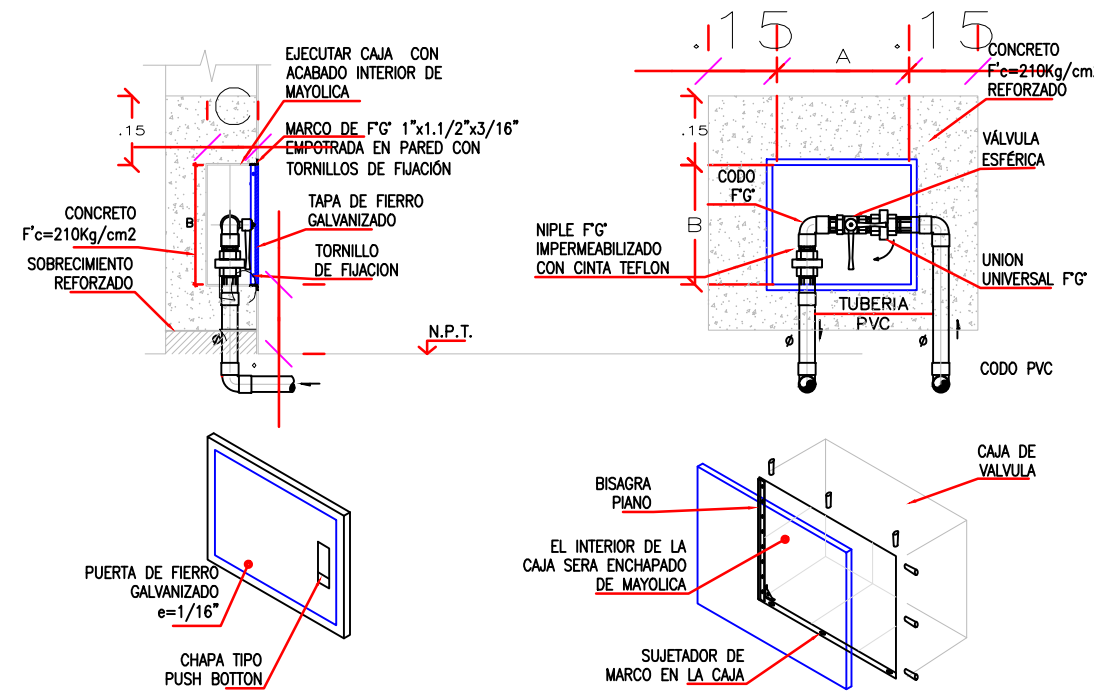 EJECUTAR CAJA CON
ACABADO INTERIOR DE
MAYOLICA
C
.15
MARCO DE F°G° 1"x1.1/2"x3/16"
EMPOTRADA EN PARED CON
TORNILLOS DE FIJACIÓN
B
TAPA DE FIERRO
GALVANIZADO
CONCRETO
F'c=210Kg/cm2
TORNILLO
DE FIJACION
SOBRECIMIENTO
REFORZADO
N.P.T.
Ø
.15
A
.15
CONCRETO
F'c=210Kg/cm2
REFORZADO
.15
VÁLVULA
ESFÉRICA
CODO
F°G°
B
NIPLE F°G°
IMPERMEABILIZADO
CON CINTA TEFLON
UNION
UNIVERSAL F°G°
TUBERIA
PVC
Ø
Ø
CODO PVC
PUERTA DE FIERRO
GALVANIZADO
e=1/16"
CHAPA TIPO
PUSH BOTTON
CAJA DE
VALVULA
BISAGRA
PIANO
EL INTERIOR DE LA
CAJA SERA ENCHAPADO
DE MAYOLICA
SUJETADOR DE
MARCO EN LA CAJA